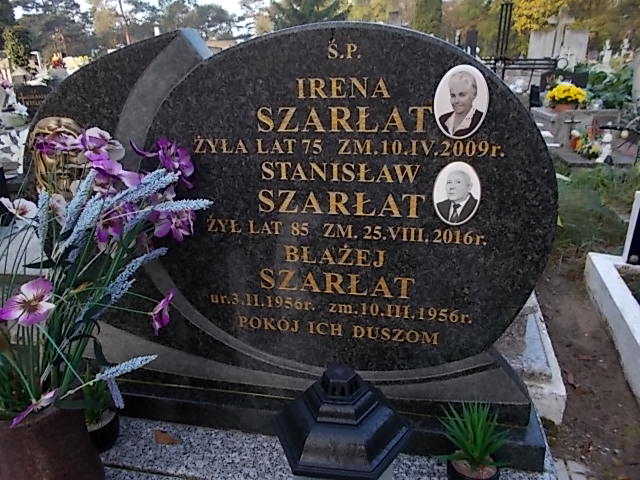 Ś.P.
IRENA
SZARŁAT
ŻYŁA LAT 75 ZM.10.IV.2009r.
STANISŁAW
SZARŁAT
ŻYŁ LAT 85 ZM. 25.VIII.2016r.
BŁAŻEJ
SZARŁAT
ur.3.II.1956r. zm.10.III.1956r.
POKÓJ ICH DUSZOM